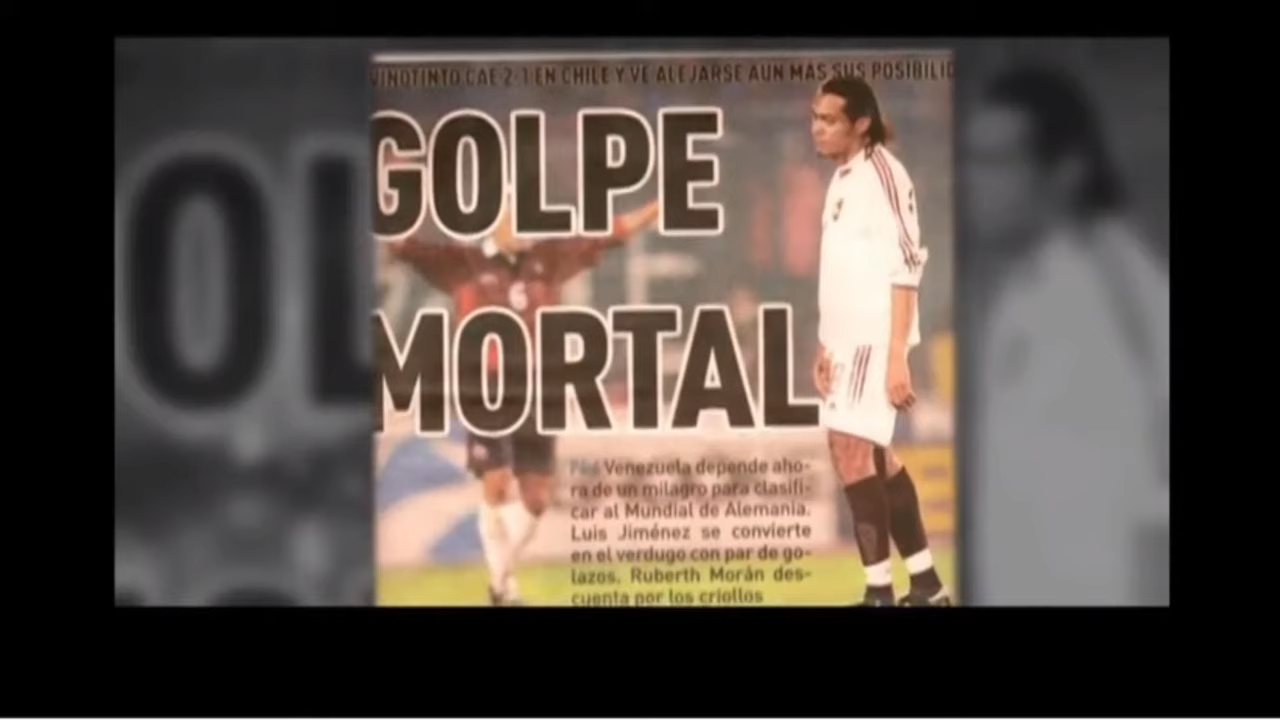 VINOTINTO CAE 2-1 EN CHILE Y VE ALEJARSE AUN MAS SUS POSIBILID
GOLPE
MORTAL
Venezuela depende aho-
ra de un milagro para clasifi-
car al Mundial de Alemania.
Luis Jiménez se convierte
en el verdugo con par de go-
lazos. Ruberth Morán des-
cuenta por los criollos